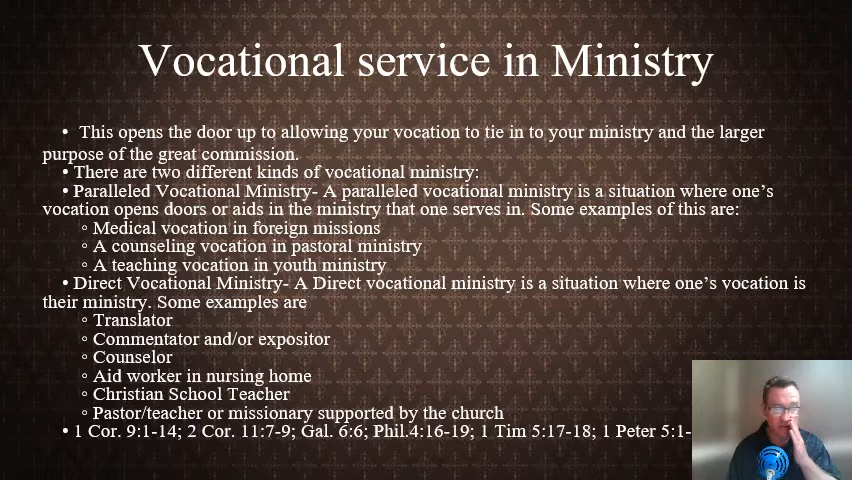 Vocational service in Ministry
• This opens the door up to allowing your vocation to tie in to your ministry and the larger
purpose of the great commission.
• There are two different kinds of vocational ministry:
• Paralleled Vocational Ministry- A paralleled vocational ministry is a situation where one’s
vocation opens doors or aids in the ministry that one serves in. Some examples of this are:
◦ Medical vocation in foreign missions
◦ A counseling vocation in pastoral ministry
◦ A teaching vocation in youth ministry
• Direct Vocational Ministry- A Direct vocational ministry is a situation where one’s vocation is
their ministry. Some examples are
◦ Translator
◦ Commentator and/or expositor
◦ Counselor
◦ Aid worker in nursing home
◦ Christian School Teacher
◦ Pastor/teacher or missionary supported by the church
• 1 Cor. 9:1-14; 2 Cor. 11:7-9; Gal. 6:6; Phil.4:16-19; 1 Tim 5:17-18; 1 Peter 5:1-